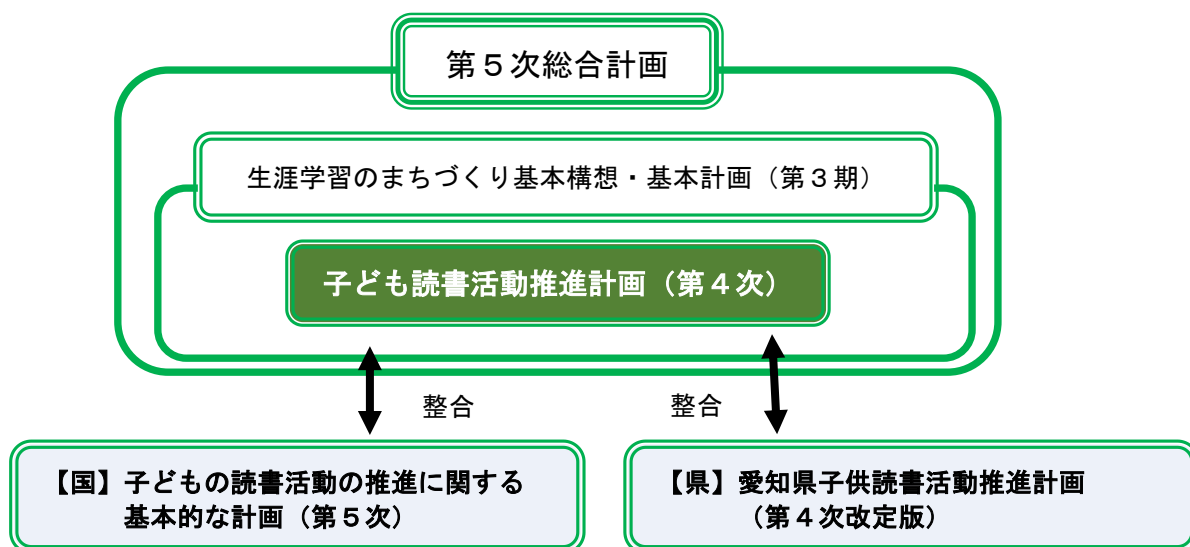 第５次総合計画
生涯学習のまちづくり基本構想・基本計画（第３期）
子ども読書活動推進計画（第４次）
整合
整合
【国】子どもの読書活動の推進に関する
基本的な計画（第５次）
【県】愛知県子供読書活動推進計画
（第４次改定版）